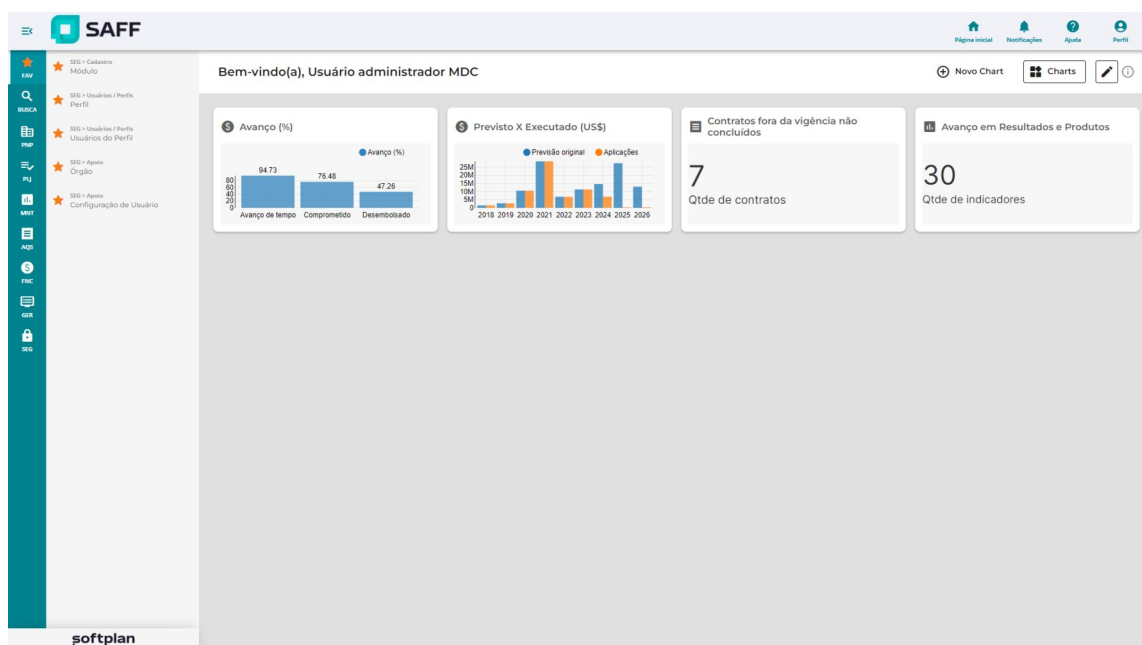 SAFF
Página inicial
Notificações
Ajuda
Perfil
FAV
BUSCA
PNP
PLJ
MNT
AQS
FNC
GER
SEG
SEG > Cadastro
Módulo
SEG > Usuários / Perfis
Perfil
SEG > Usuários / Perfis
Usuários do Perfil
SEG > Apoio
Órgão
SEG > Apoio
Configuração de Usuário
softplan
Bem-vindo(a), Usuário administrador MDC
Novo Chart
Charts
Avanço (%)
Avanço (%)
94.73
76.48
47.26
80
60
40
20
0
Avanço de tempo Comprometido Desembolsado
Previsto X Executado (US$)
Previsão original Aplicações
25M
20M
15M
10M
5M
0
2018 2019 2020 2021 2022 2023 2024 2025 2026
Contratos fora da vigência não
concluídos
7
Qtde de contratos
Avanço em Resultados e Produtos
30
Qtde de indicadores